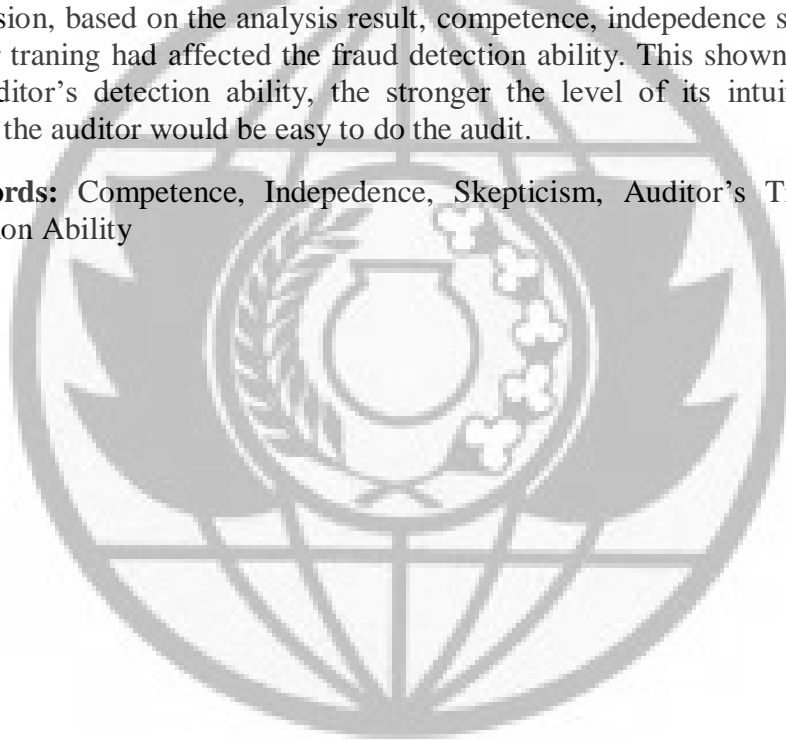 sion, based on the analysis result, competence, indepedence s
traning had affected the fraud detection ability. This shown
ditor's detection ability, the stronger the level of its intui
the auditor would be easy to do the audit.
ords: Competence, Indepedence, Skepticism, Auditor's T
ion Ability